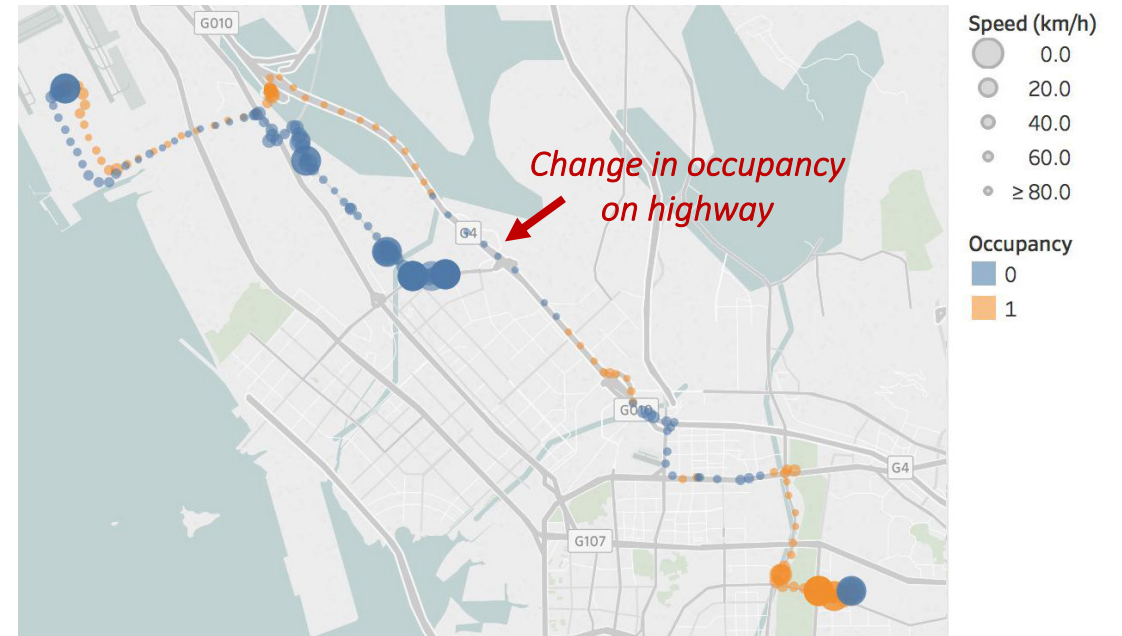 G010
Speed (km/h)
0.0
20.0
40.0
60.0
≥ 80.0
Change in occupancy
on highway
G4
Occupancy
0
1
G010
G4
G107